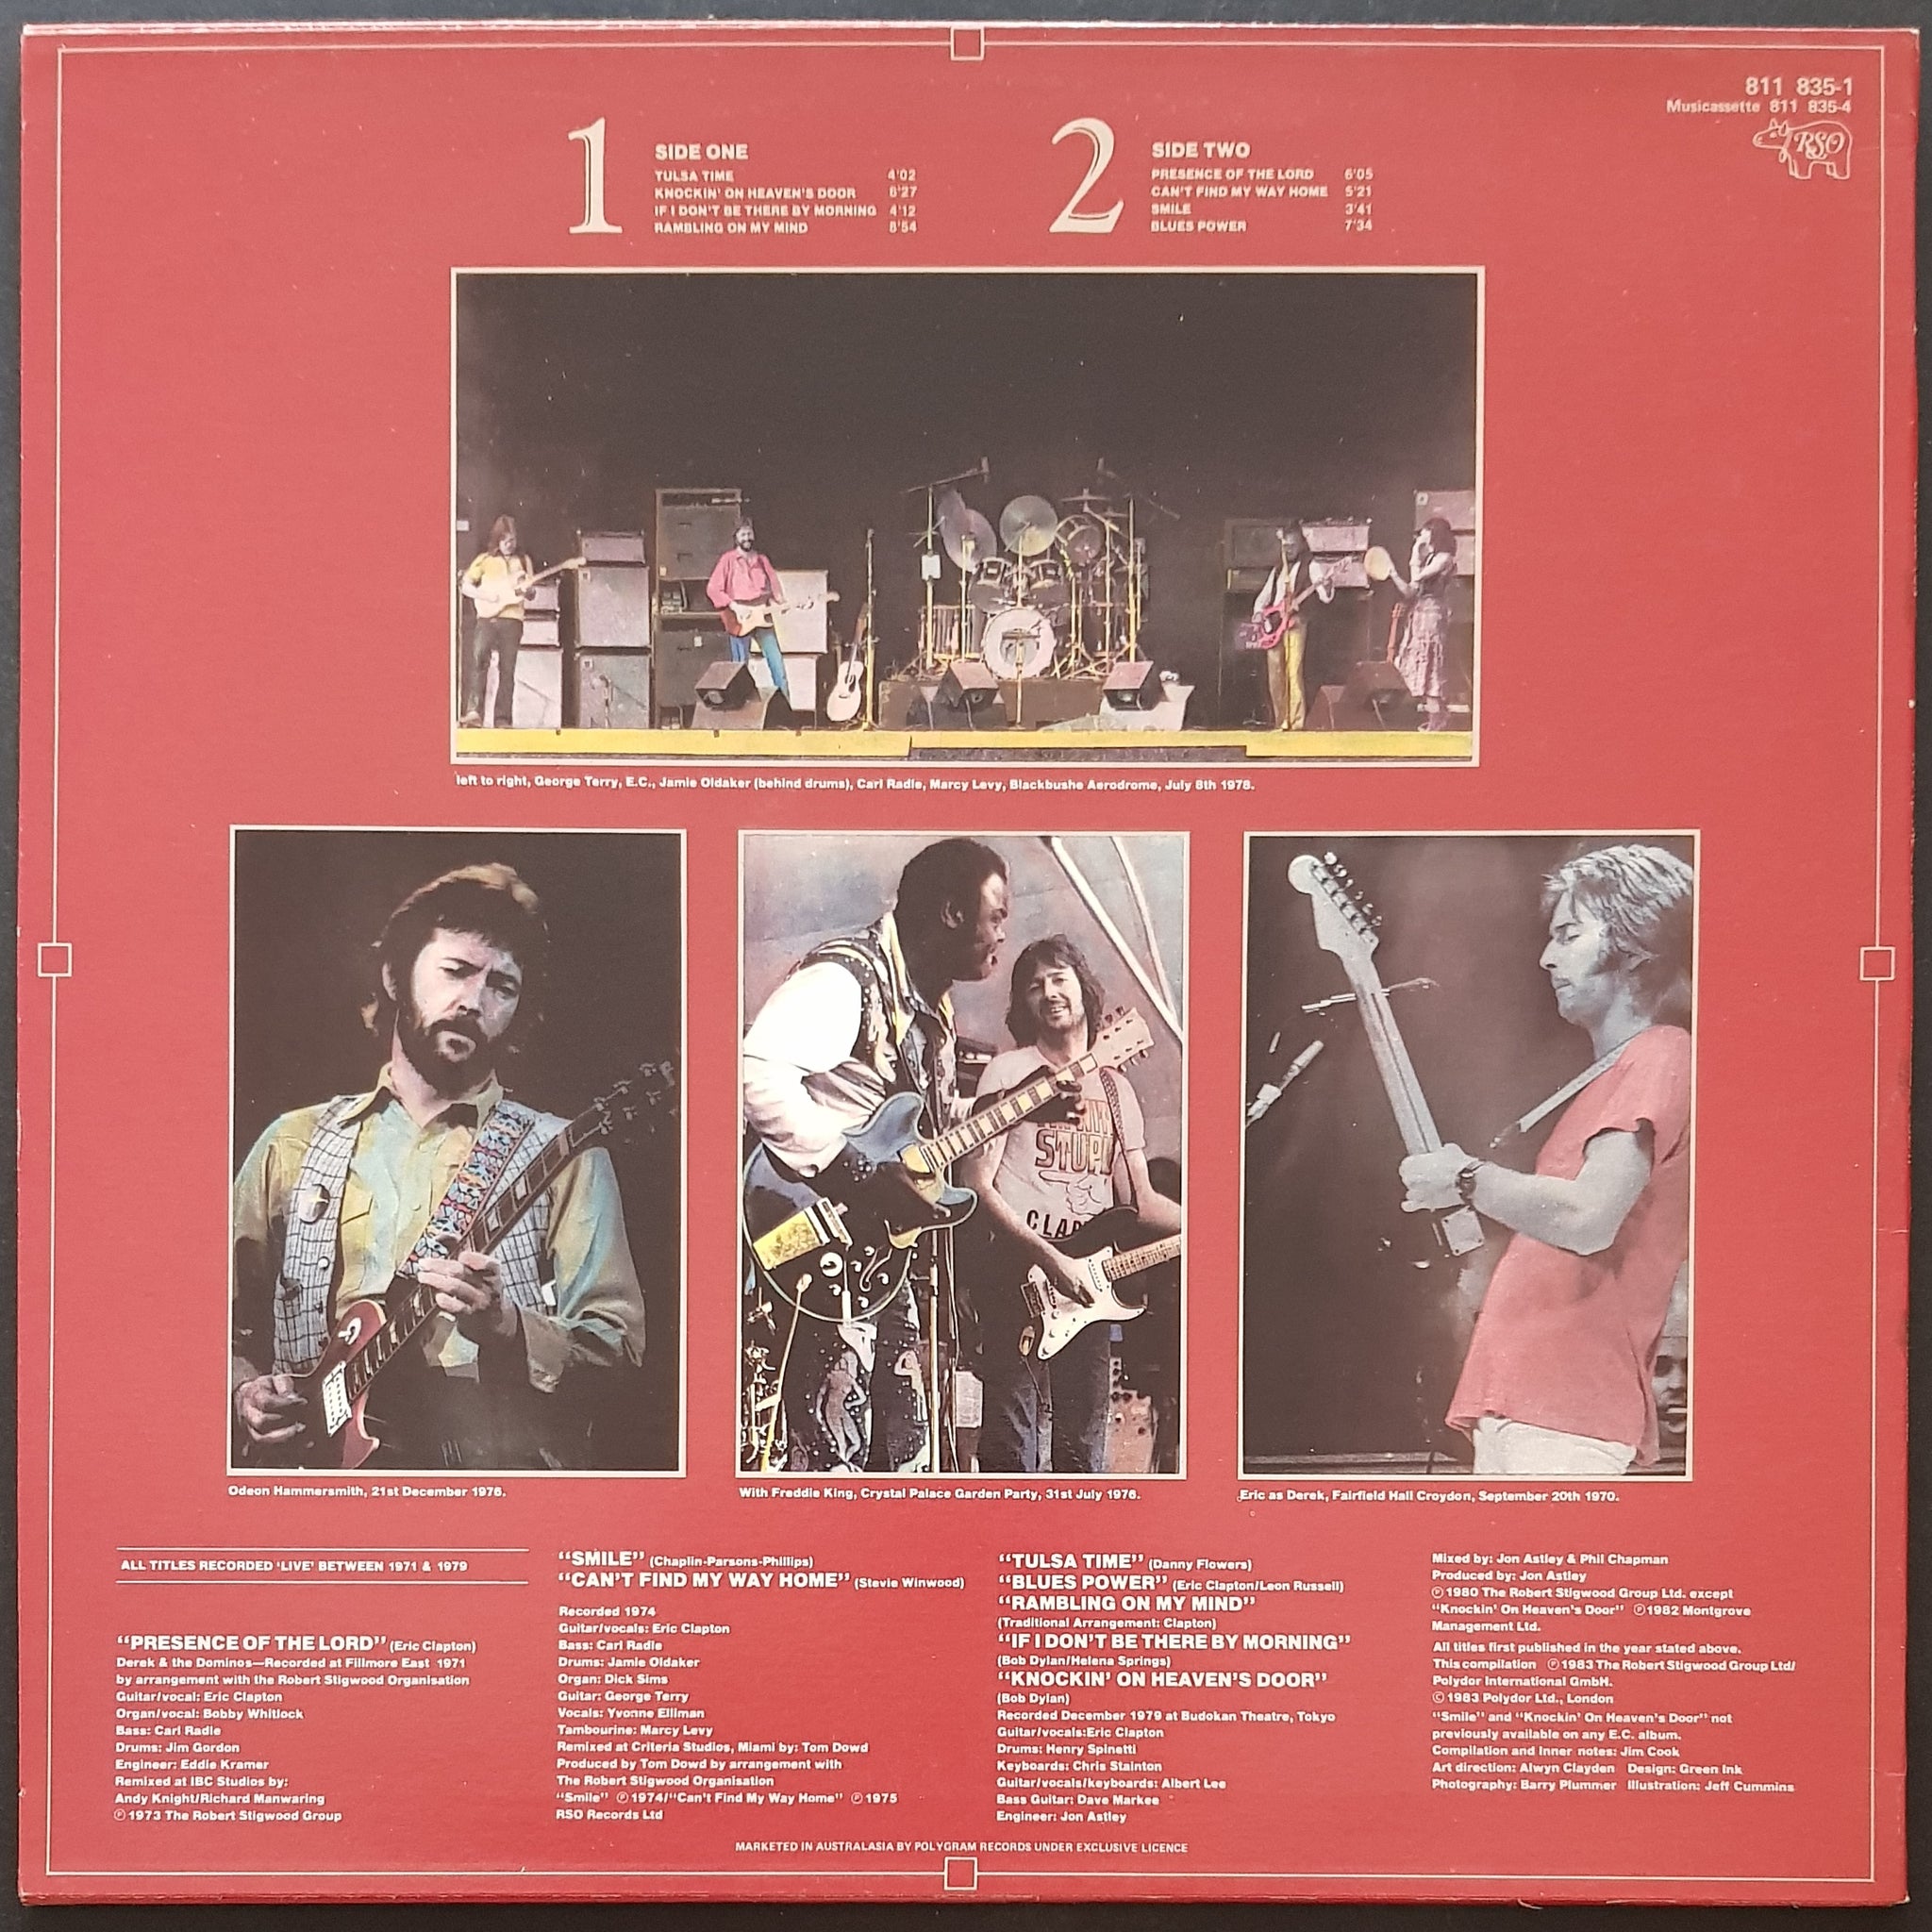 811 835-1
Musicassette 811 835-4
RSO
1
SIDE ONE
TULSA TIME 4'02
KNOCKIN' ON HEAVEN'S DOOR 6'27
IF I DON'T BE THERE BY MORNING 4'12
RAMBLING ON MY MIND 8'54
2
SIDE TWO
PRESENCE OF THE LORD 6'05
CAN'T FIND MY WAY HOME 5'21
SMILE 3'41
BLUES POWER 7'34
left to right, George Terry, E.C., Jamie Oldaker (behind drums), Carl Radle, Marcy Levy, Blackbushe Aerodrome, July 8th 1978.
STUPI
CLAP
Odeon Hammersmith, 21st December 1976.
With Freddie King, Crystal Palace Garden Party, 31st July 1976.
Eric as Derek, Fairfield Hall Croydon, September 20th 1970.
ALL TITLES RECORDED 'LIVE' BETWEEN 1971 & 1979
"PRESENCE OF THE LORD" (Eric Clapton)
Derek & the Dominos—Recorded at Fillmore East 1971
by arrangement with the Robert Stigwood Organisation
Guitar/vocal: Eric Clapton
Organ/vocal: Bobby Whitlock
Bass: Carl Radle
Drums: Jim Gordon
Engineer: Eddie Kramer
Remixed at IBC Studios by:
Andy Knight/Richard Manwaring
℗1973 The Robert Stigwood Group
"SMILE" (Chaplin-Parsons-Phillips)
"CAN'T FIND MY WAY HOME" (Stevie Winwood)
Recorded 1974
Guitar/vocals: Eric Clapton
Bass: Carl Radle
Drums: Jamie Oldaker
Organ: Dick Sims
Guitar: George Terry
Vocals: Yvonne Elliman
Tambourine: Marcy Levy
Remixed at Criteria Studios, Miami by: Tom Dowd
Produced by Tom Dowd by arrangement with
The Robert Stigwood Organisation
"Smile" ℗1974/"Can't Find My Way Home" ℗1975
RSO Records Ltd
"TULSA TIME" (Danny Flowers)
"BLUES POWER" (Eric Clapton/Leon Russell)
"RAMBLING ON MY MIND"
(Traditional Arrangement: Clapton)
"IF I DON'T BE THERE BY MORNING"
(Bob Dylan/Helena Springs)
"KNOCKIN' ON HEAVEN'S DOOR"
(Bob Dylan)
Recorded December 1979 at Budokan Theatre, Tokyo
Guitar/vocals:Eric Clapton
Drums: Henry Spinetti
Keyboards: Chris Stainton
Guitar/vocals/keyboards: Albert Lee
Bass Guitar: Dave Markee
Engineer: Jon Astley
Mixed by: Jon Astley & Phil Chapman
Produced by: Jon Astley
℗1980 The Robert Stigwood Group Ltd. except
"Knockin' On Heaven's Door" ℗1982 Montgrove
Management Ltd.
All titles first published in the year stated above.
This compilation ℗1983 The Robert Stigwood Group Ltd/
Polydor International GmbH.
©1983 Polydor Ltd., London
"Smile" and "Knockin' On Heaven's Door" not
previously available on any E.C. album.
Compilation and Inner notes: Jim Cook
Art direction: Alwyn Clayden Design: Green Ink
Photography: Barry Plummer Illustration: Jeff Cummins
MARKETED IN AUSTRALASIA BY POLYGRAM RECORDS UNDER EXCLUSIVE LICENCE